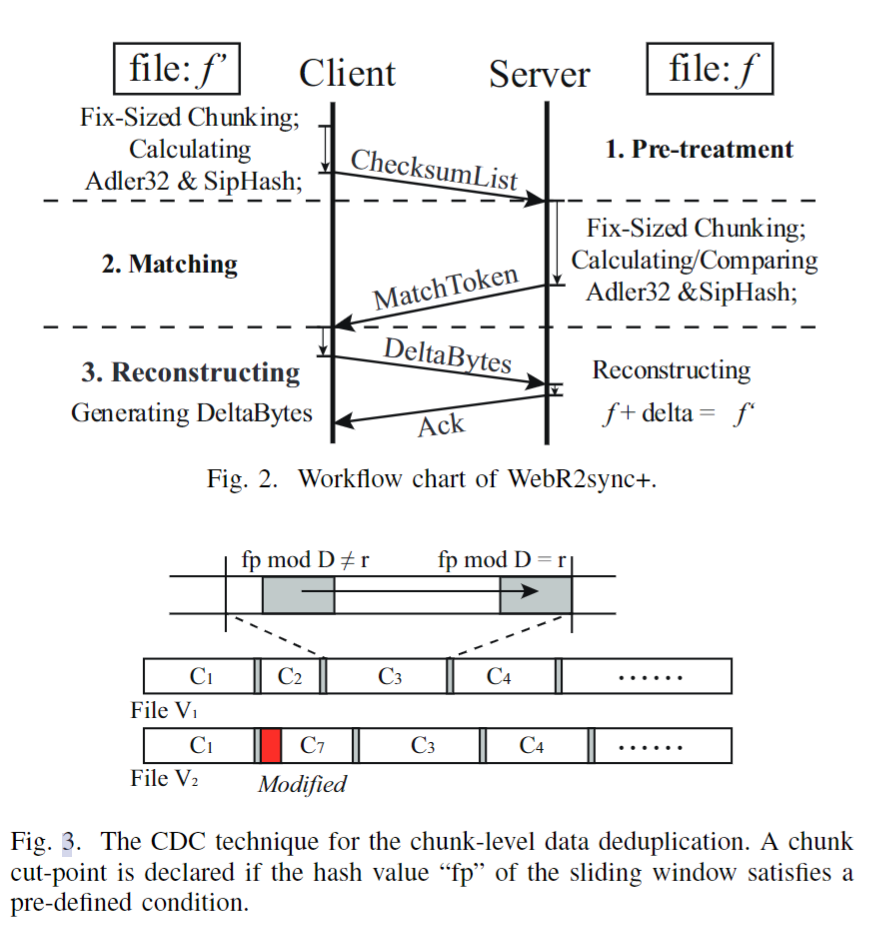 file: f’
Client
Server
file: f
Fix-Sized Chunking;
Calculating
Adler32 & SipHash;
ChecksumList
1. Pre-treatment
2. Matching
Fix-Sized Chunking;
Calculating/Comparing
Adler32 &SipHash;
MatchToken
DeltaBytes
3. Reconstructing
Generating DeltaBytes
Reconstructing
f+ delta = f‘
Ack
Fig. 2. Workflow chart of WebR2sync+.
fp mod D ≠ r
fp mod D = r
C1 C2 C3 C4 ......
File V1
C1 C7 C3 C4 ......
File V2
Modified
Fig. 3. The CDC technique for the chunk-level data deduplication. A chunk
cut-point is declared if the hash value “fp” of the sliding window satisfies a
pre-defined condition.